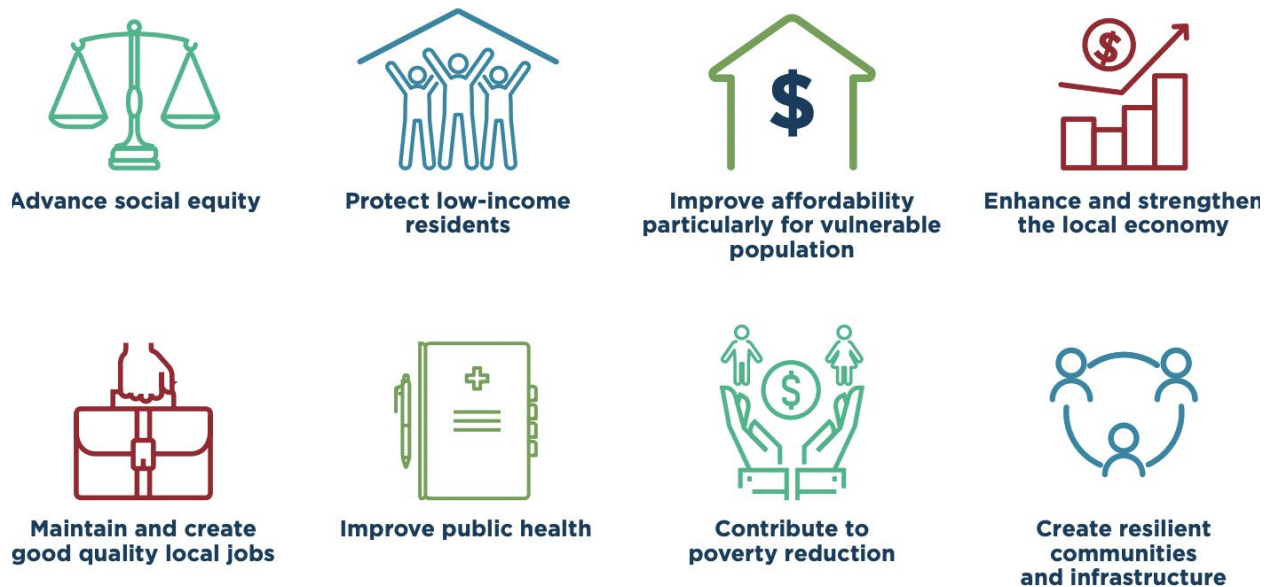 $
$
Advance social equity
Protect low-income
residents
Improve affordability
particularly for vulnerable
population
Enhance and strengthen
the local economy
$
Maintain and create
good quality local jobs
Improve public health
Contribute to
poverty reduction
Create resilient
communities
and infrastructure